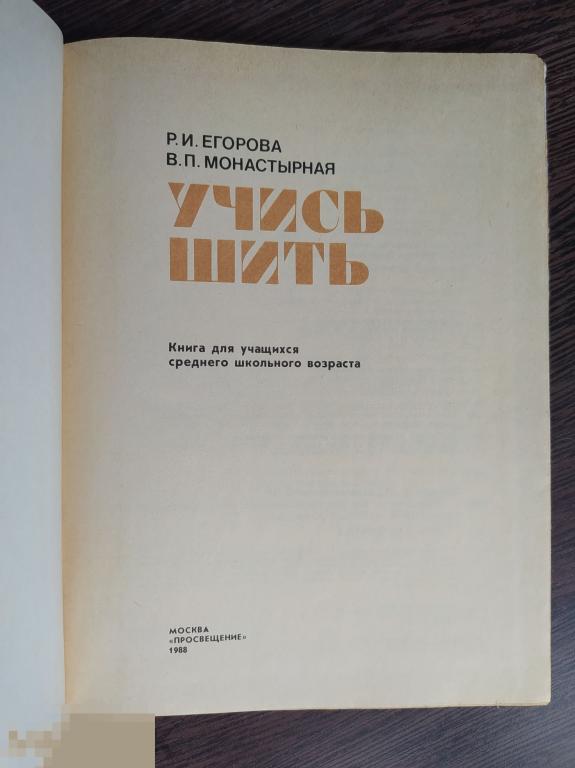 Р.И. ЕГОРОВА
В.П. МОНАСТЫРНАЯ
УЧИСЬ
ШИТЬ
Книга для учащихся
среднего школьного возраста
МОСКВА
«ПРОСВЕЩЕНИЕ»
1988